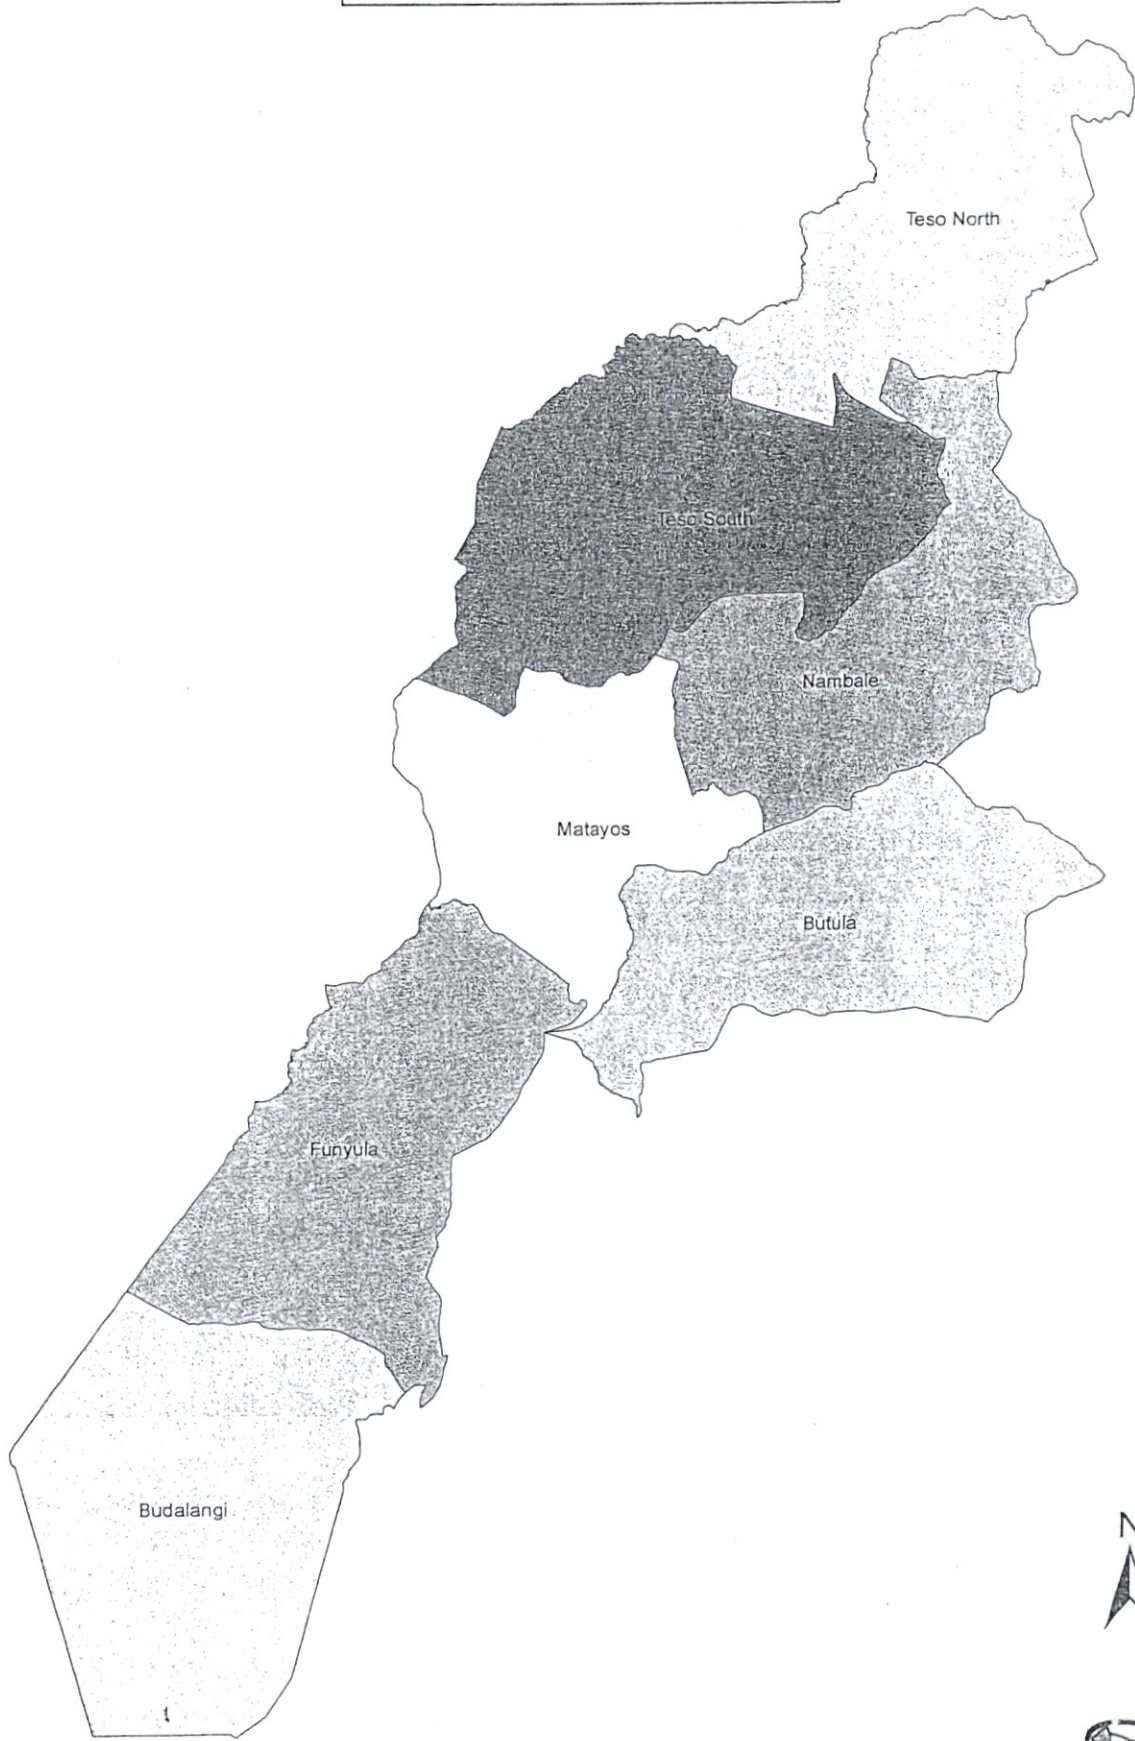 Teso North
Teso South
Nambale
Matayos
Butula
Funyula
Budalangi
N